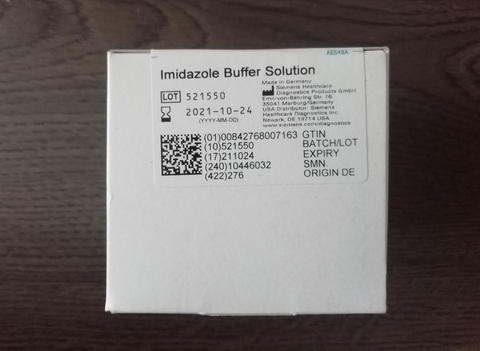 AE548A
Imidazole Buffer Solution
LOT 521550
2021-10-24
(YYYY-MM-DD)
Made in Germany
Siemens Healthcare
Diagnostics Products GmbH
Emil-von-Behring Str. 76
35041 Marburg/Germany
USA Distributor: Siemens
Healthcare Diagnostics Inc.
Newark, DE 19714 USA
www.siemens.com/diagnostics
(01)00842768007163 GTIN
(10)521550 BATCH/LOT
(17)211024 EXPIRY
(240)10446032 SMN
(422)276 ORIGIN DE